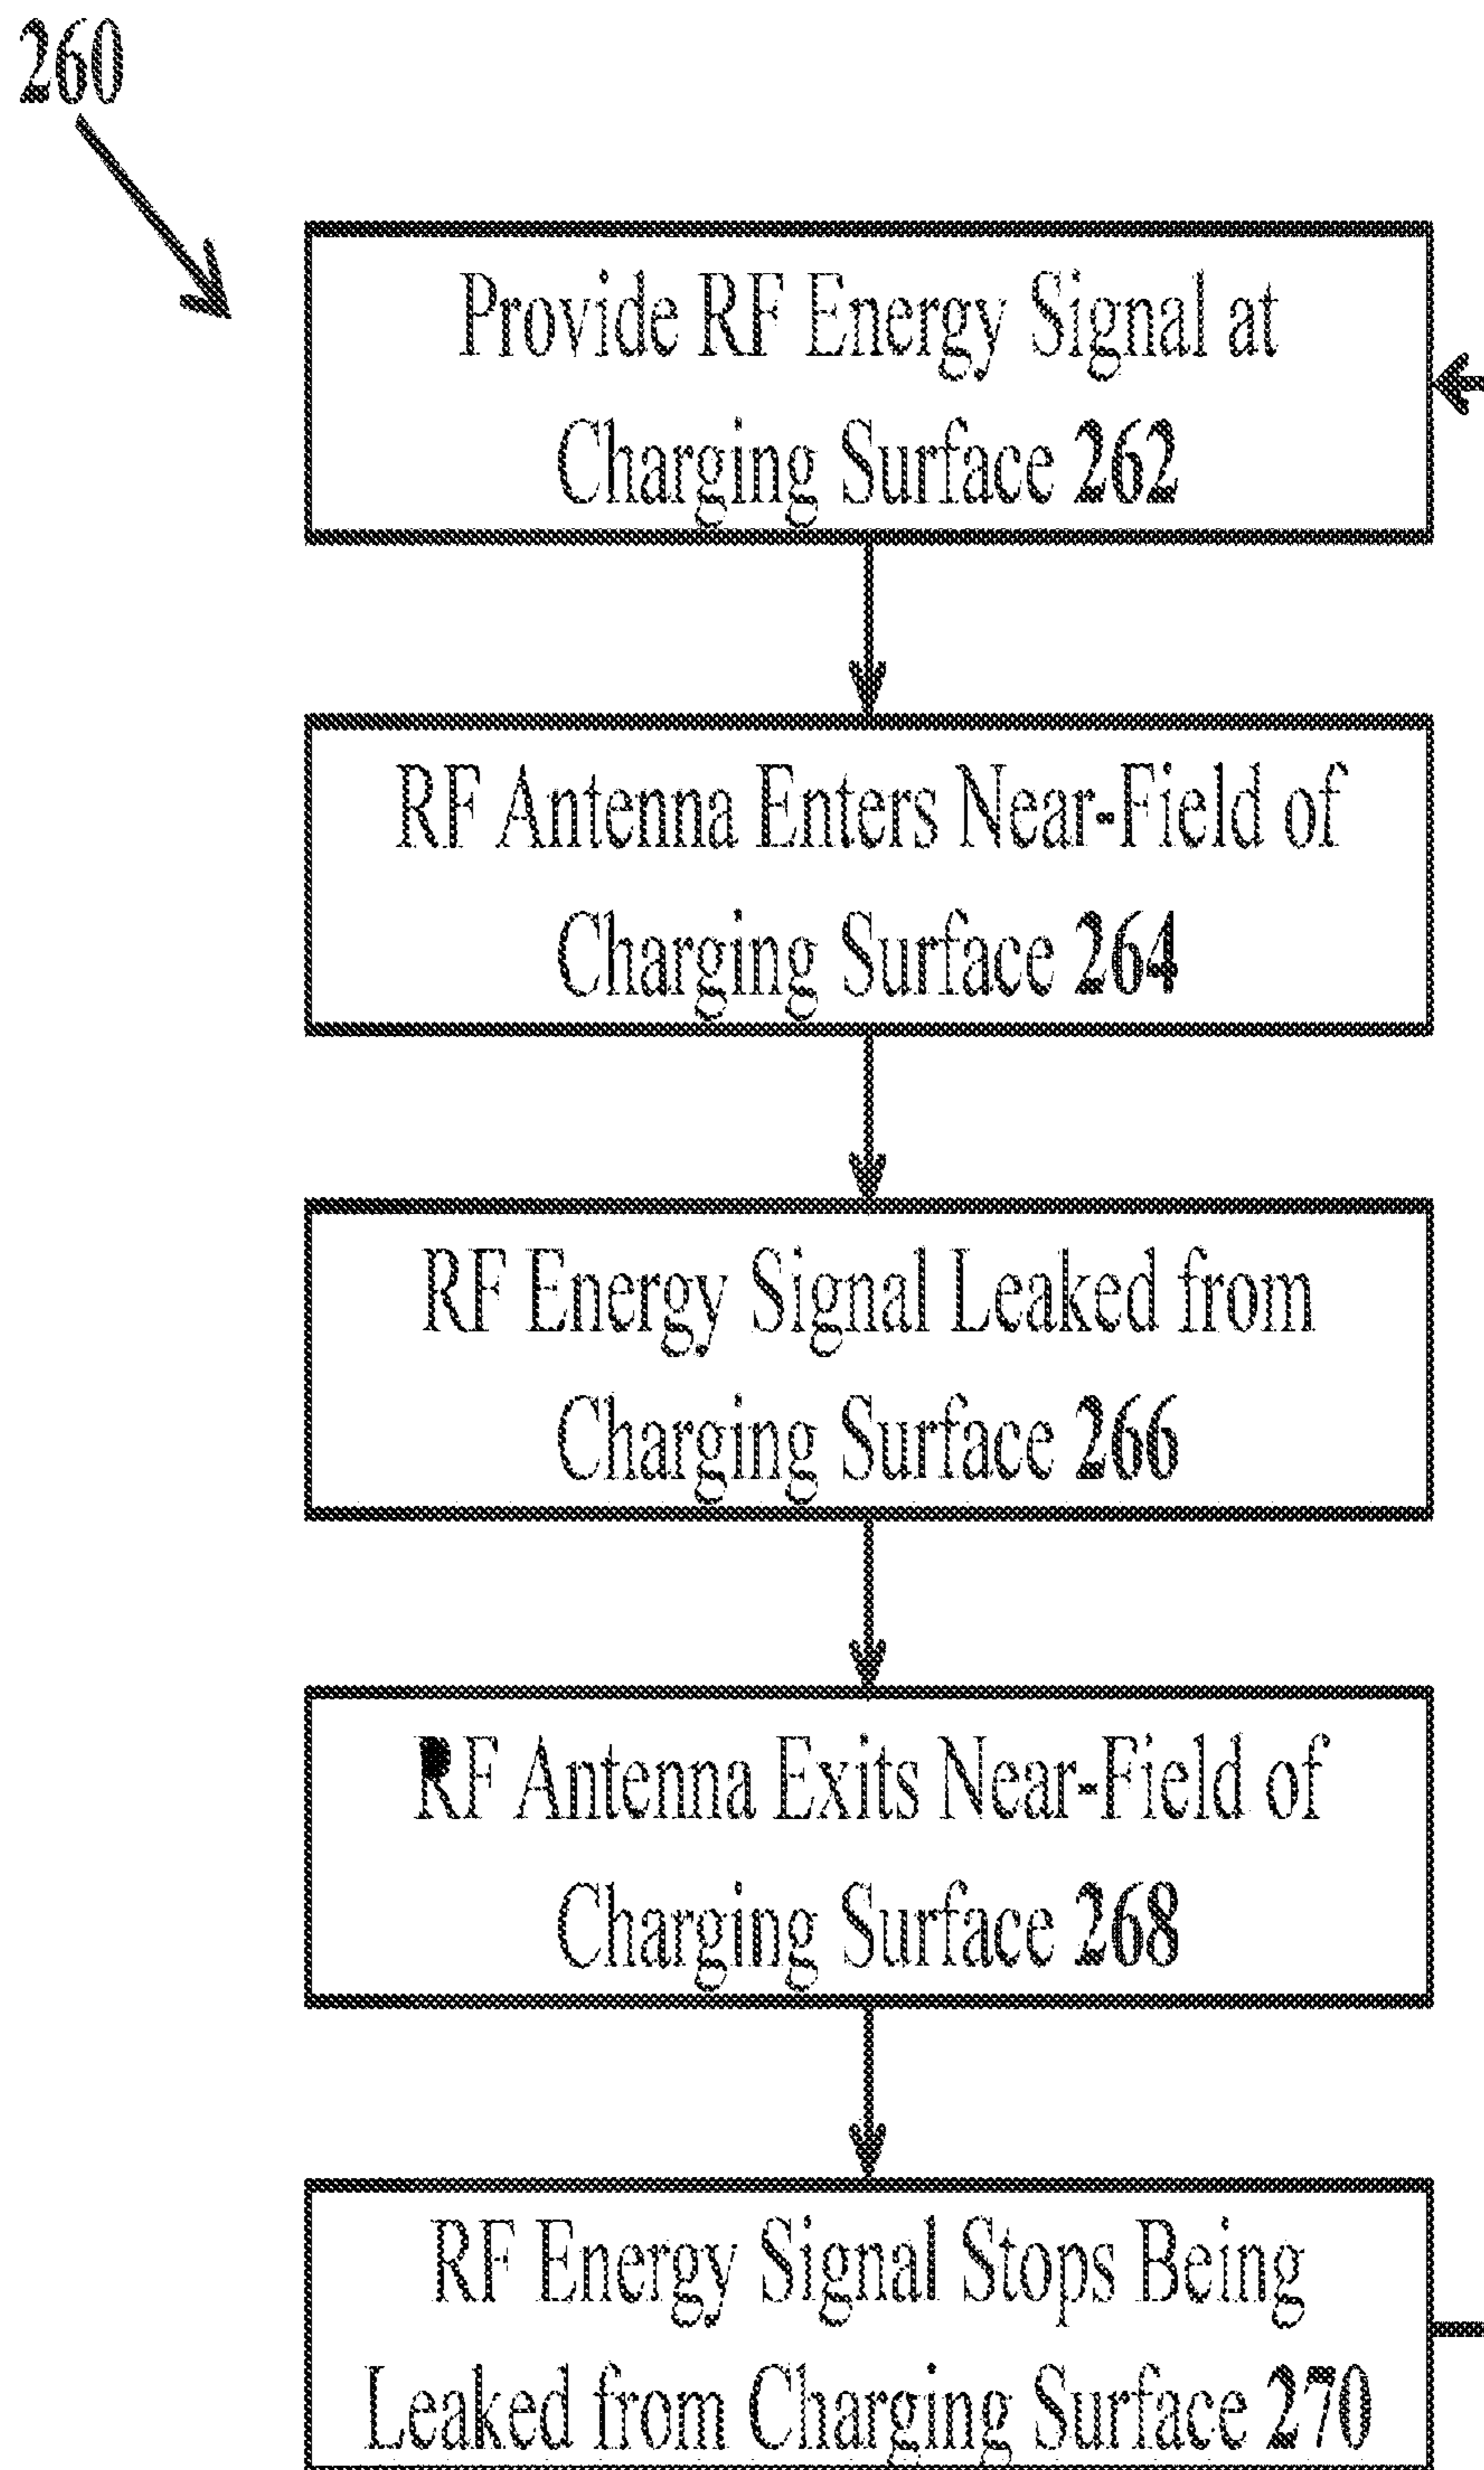 260
Provide RF Energy Signal at
Charging Surface 262
RF Antenna Enters Near-Field of
Charging Surface 264
RF Energy Signal Leaked from
Charging Surface 266
RF Antenna Exits Near-Field of
Charging Surface 268
RF Energy Signal Stops Being
Leaked from Charging Surface 270